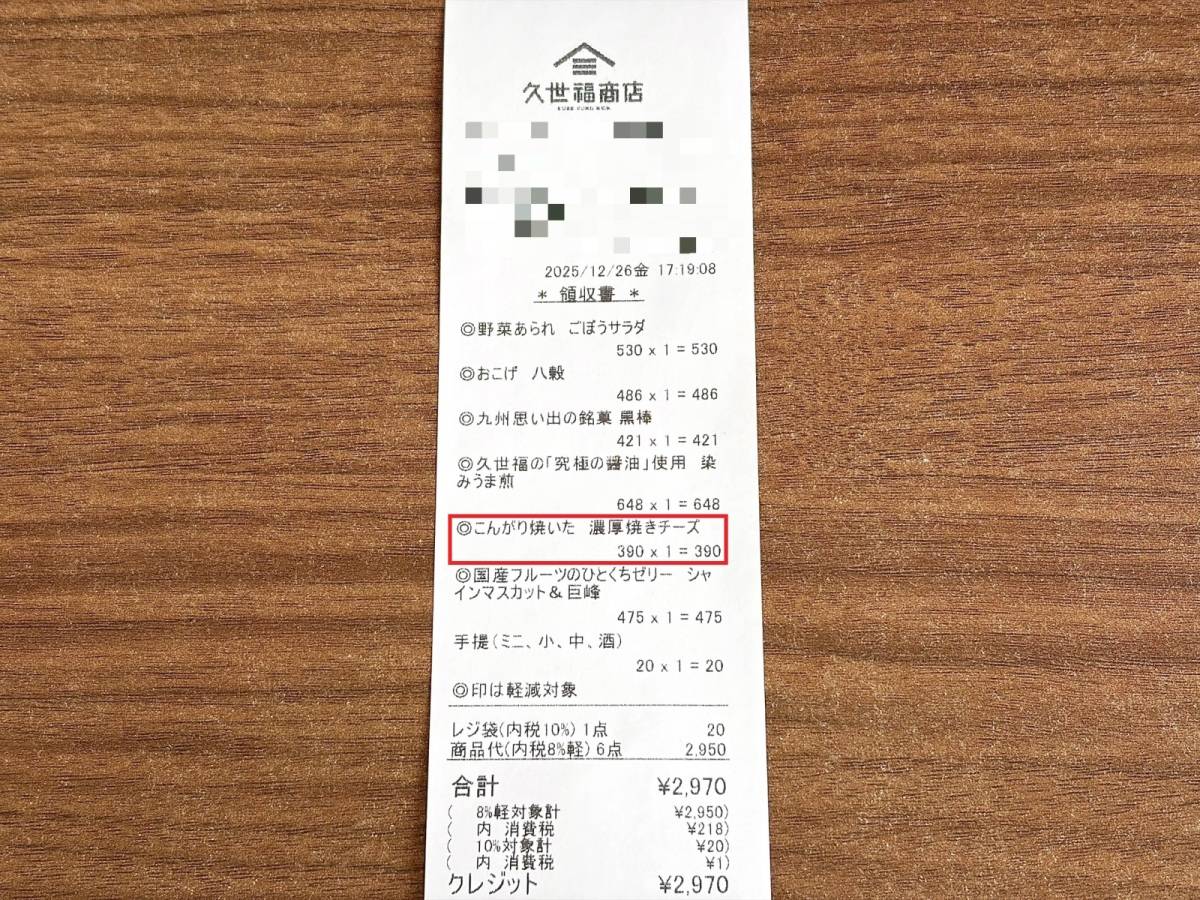 久世福商店
KUZE FUKU &CO.
2025/12/26金 17:19:08
* 領収書 *
◎野菜あられ ごぼうサラダ
530 x 1 = 530
◎おこげ 八穀
486 x 1 = 486
◎九州思い出の銘菓 黒棒
421 x 1 = 421
◎久世福の「究極の醤油」使用 染
みうま煎
648 x 1 = 648
◎こんがり焼いた 濃厚焼きチーズ
390 x 1 = 390
◎国産フルーツのひとくちゼリー シャ
インマスカット&巨峰
475 x 1 = 475
手提(ミニ、小、中、酒)
20 x 1 = 20
◎印は軽減対象
レジ袋(内税10%) 1点 20
商品代(内税8%軽) 6点 2,950
合計 ¥2,970
( 8%軽対象計 ¥2,950)
( 内 消費税 ¥218)
( 10%対象計 ¥20)
( 内 消費税 ¥1)
クレジット ¥2,970